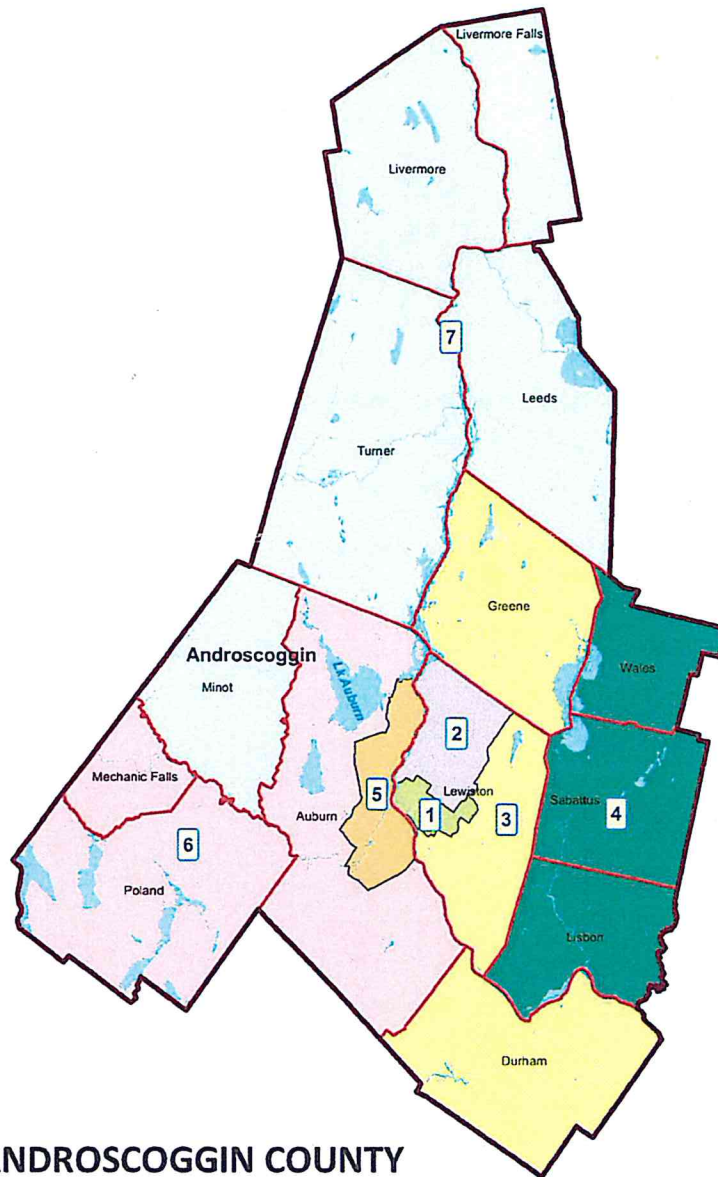 Livermore Falls
Livermore
7
Leeds
Turner
Greene
Androscoggin
Wales
Minot
Lk Auburn
2
Mechanic Falls
Lewiston
5
Auburn
1
3
Sabattus
4
6
Poland
Lisbon
Durham
ANDROSCOGGIN COUNTY